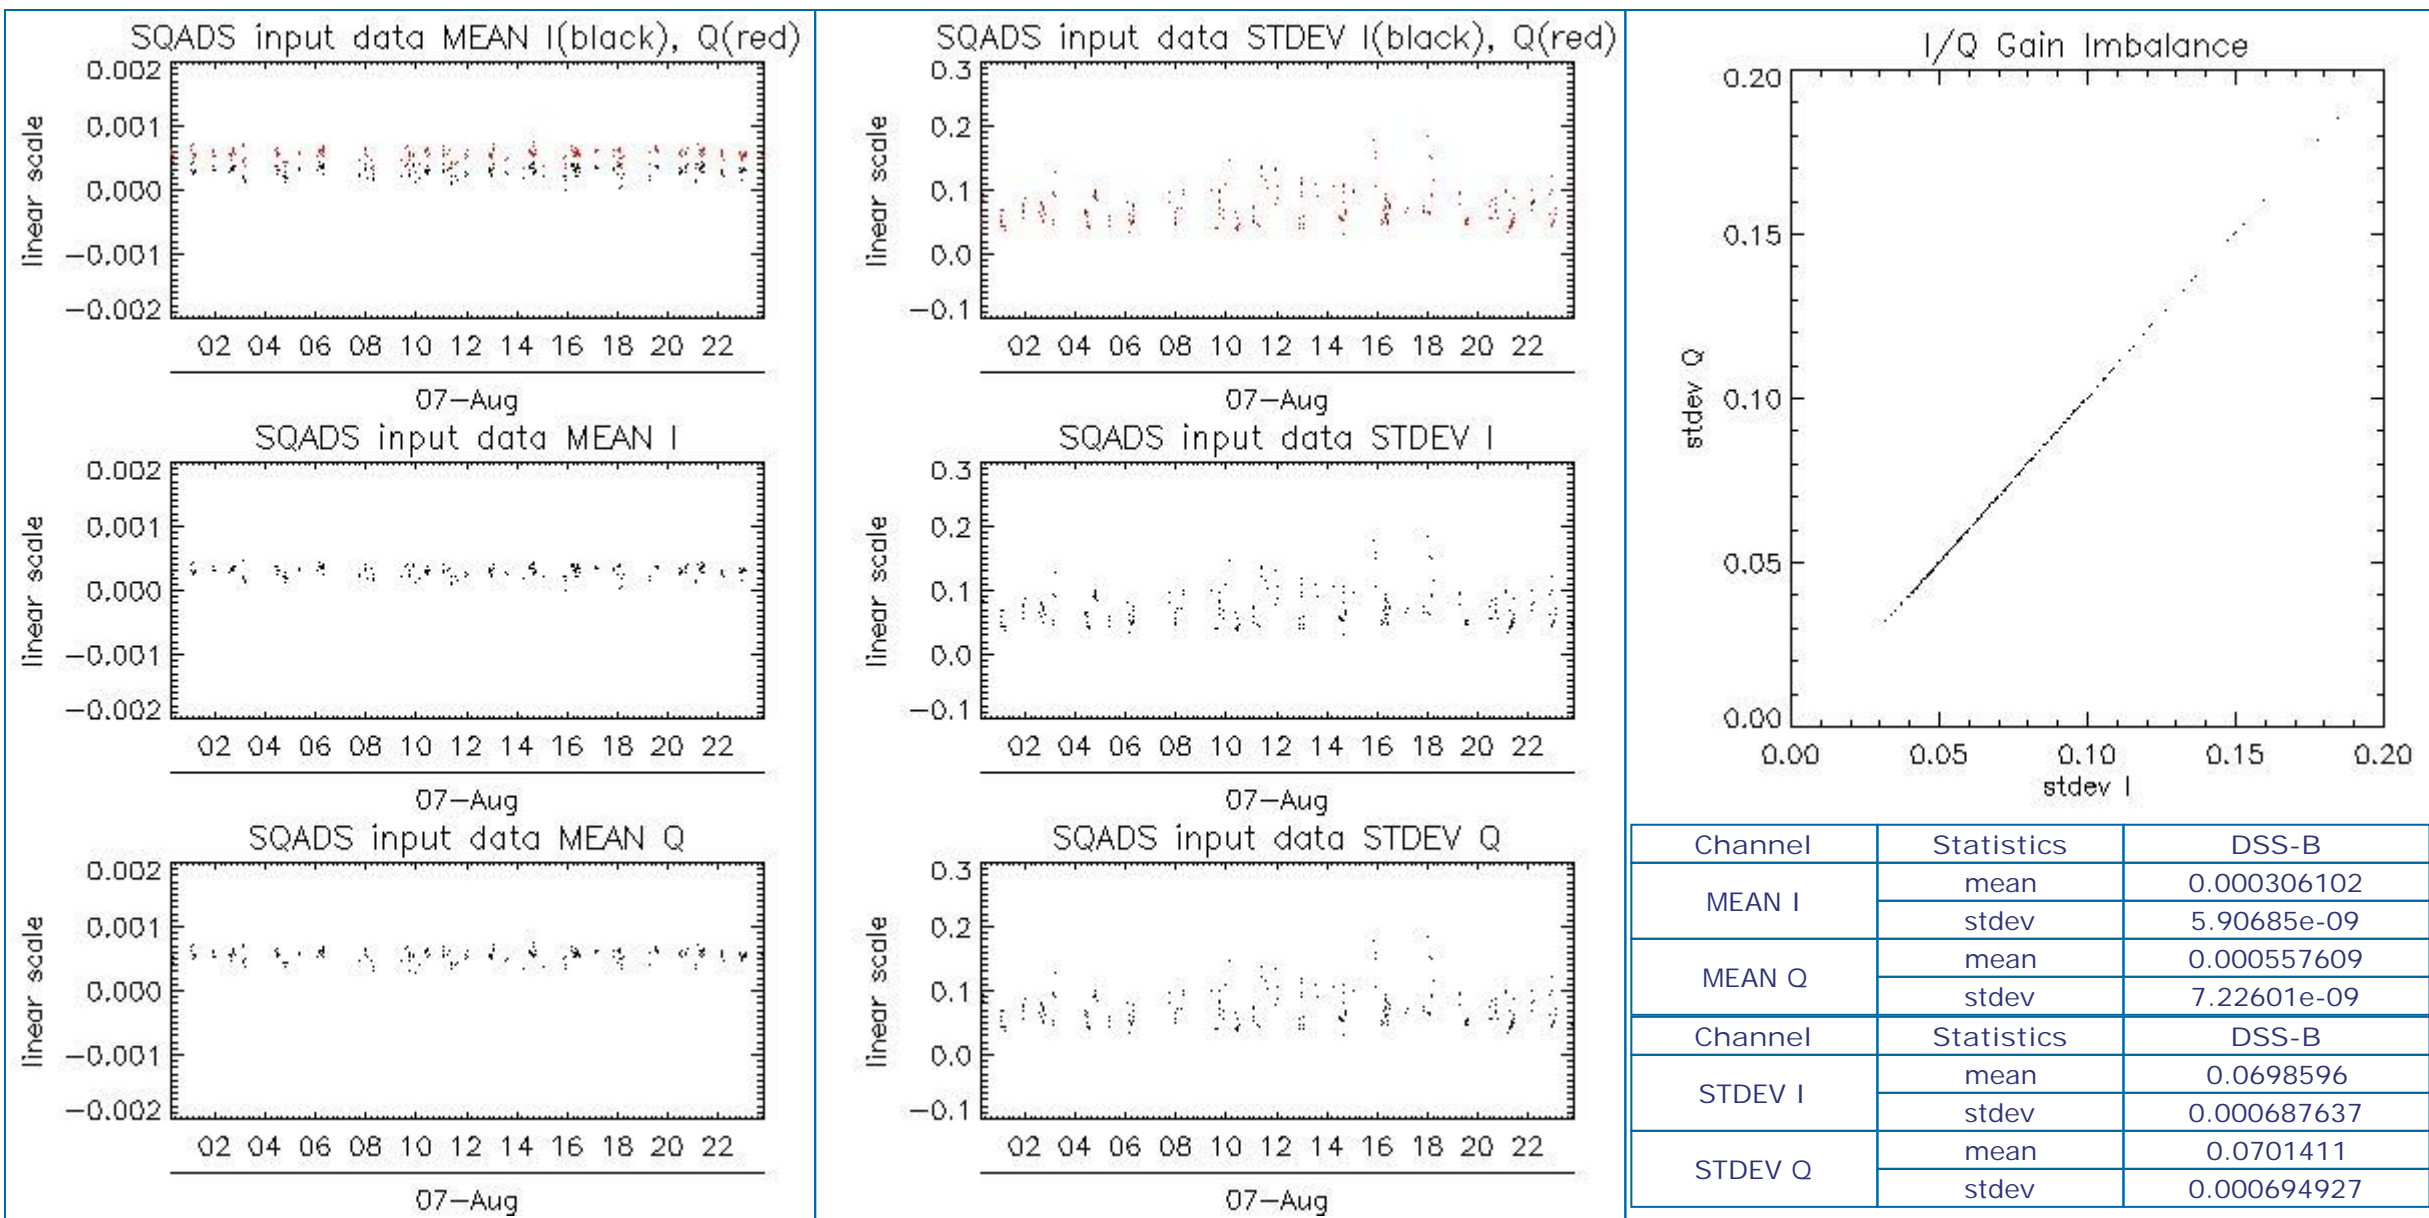 SQADS input data MEAN I(black), Q(red)
0.002
0.001
0.000
−0.001
−0.002
linear scale
02 04 06 08 10 12 14 16 18 20 22
07−Aug
SQADS input data MEAN I
0.002
0.001
0.000
−0.001
−0.002
linear scale
02 04 06 08 10 12 14 16 18 20 22
07−Aug
SQADS input data MEAN Q
0.002
0.001
0.000
−0.001
−0.002
linear scale
02 04 06 08 10 12 14 16 18 20 22
07−Aug
SQADS input data STDEV I(black), Q(red)
0.3
0.2
0.1
0.0
−0.1
linear scale
02 04 06 08 10 12 14 16 18 20 22
07−Aug
SQADS input data STDEV I
0.3
0.2
0.1
0.0
−0.1
linear scale
02 04 06 08 10 12 14 16 18 20 22
07−Aug
SQADS input data STDEV Q
0.3
0.2
0.1
0.0
−0.1
linear scale
02 04 06 08 10 12 14 16 18 20 22
07−Aug
I/Q Gain Imbalance
0.20
0.15
0.10
0.05
0.00
stdev Q
0.00 0.05 0.10 0.15 0.20
stdev I
Channel Statistics DSS-B
MEAN I mean 0.000306102
stdev 5.90685e-09
MEAN Q mean 0.000557609
stdev 7.22601e-09
Channel Statistics DSS-B
STDEV I mean 0.0698596
stdev 0.000687637
STDEV Q mean 0.0701411
stdev 0.000694927